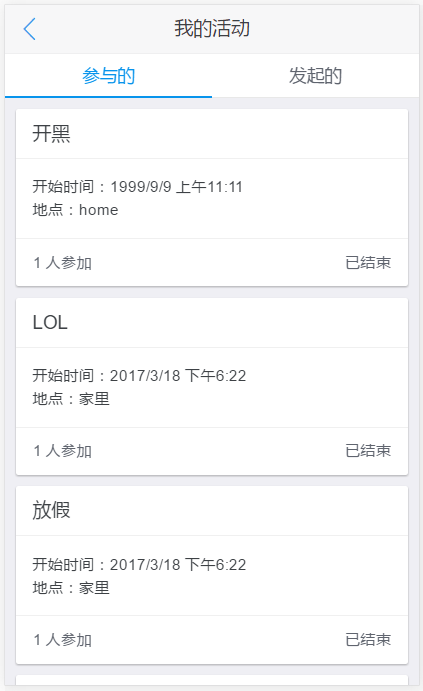 我的活动
参与的 发起的
开黑
开始时间：1999/9/9 上午11:11
地点：home
1 人参加 已结束
LOL
开始时间：2017/3/18 下午6:22
地点：家里
1 人参加 已结束
放假
开始时间：2017/3/18 下午6:22
地点：家里
1 人参加 已结束